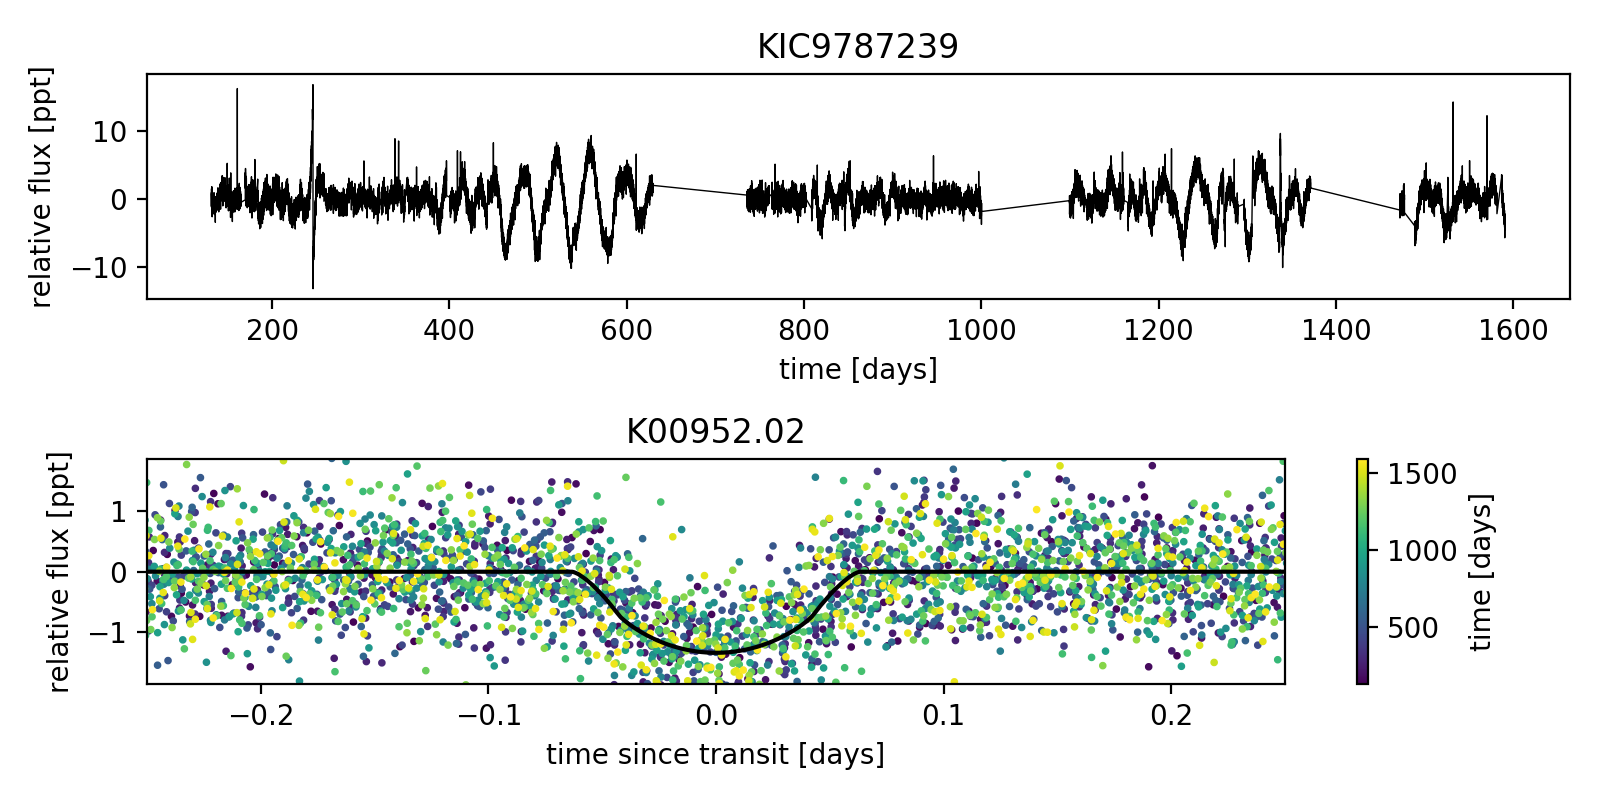 KIC9787239
relative flux [ppt]
10
0
−10
200 400 600 800 1000 1200 1400 1600
time [days]
K00952.02
relative flux [ppt]
1
0
−1
−0.2 −0.1 0.0 0.1 0.2
time since transit [days]
1500
1000
500
time [days]